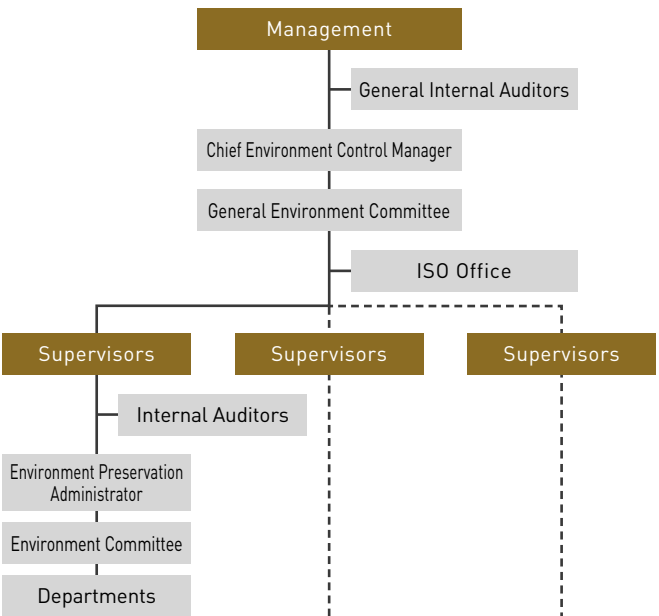 Management
General Internal Auditors
Chief Environment Control Manager
General Environment Committee
ISO Office
Supervisors
Supervisors
Supervisors
Internal Auditors
Environment Preservation
Administrator
Environment Committee
Departments